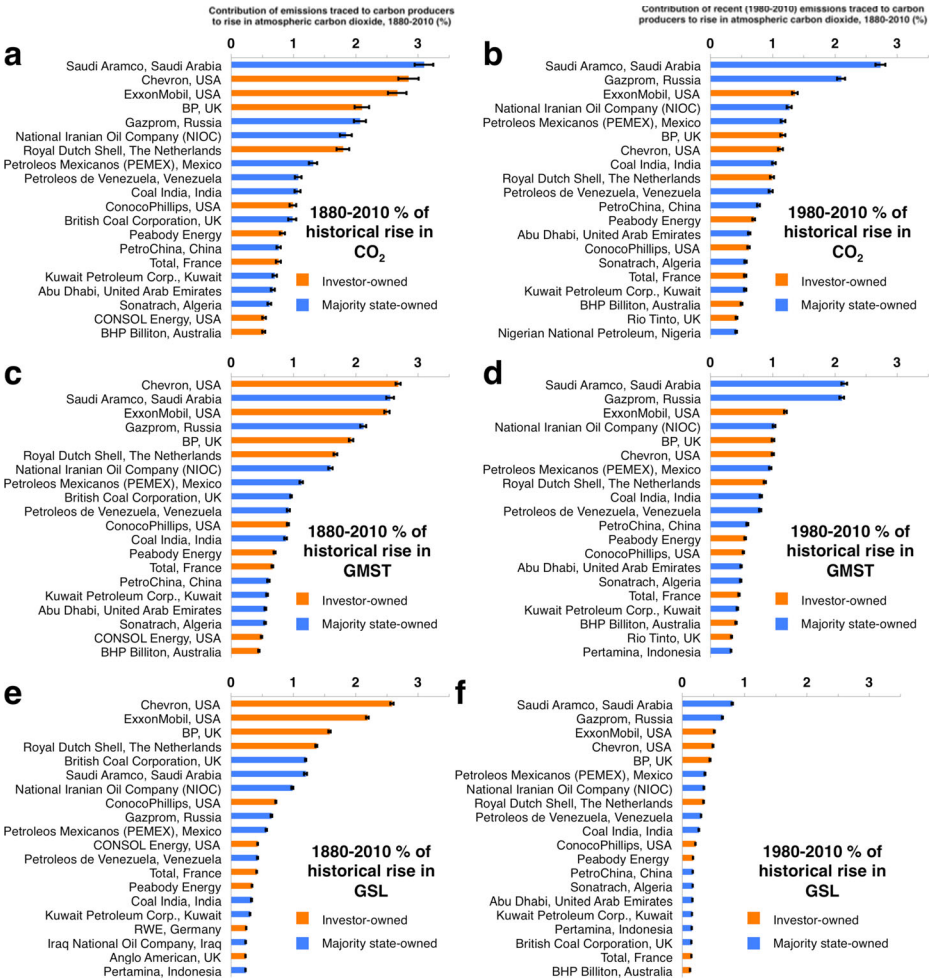 Contribution of emissions traced to carbon producers
to rise in atmospheric carbon dioxide, 1880-2010 (%)
0 1 2 3
a
Saudi Aramco, Saudi Arabia
Chevron, USA
ExxonMobil, USA
BP, UK
Gazprom, Russia
National Iranian Oil Company (NIOC)
Royal Dutch Shell, The Netherlands
Petroleos Mexicanos (PEMEX), Mexico
Petroleos de Venezuela, Venezuela
Coal India, India
ConocoPhillips, USA
British Coal Corporation, UK
Peabody Energy
PetroChina, China
Total, France
Kuwait Petroleum Corp., Kuwait
Abu Dhabi, United Arab Emirates
Sonatrach, Algeria
CONSOL Energy, USA
BHP Billiton, Australia
1880-2010 % of
historical rise in
CO2
Investor-owned
Majority state-owned
Contribution of recent (1980-2010) emissions traced to carbon
producers to rise in atmospheric carbon dioxide, 1880-2010 (%)
0 1 2 3
b
Saudi Aramco, Saudi Arabia
Gazprom, Russia
ExxonMobil, USA
National Iranian Oil Company (NIOC)
Petroleos Mexicanos (PEMEX), Mexico
BP, UK
Chevron, USA
Coal India, India
Royal Dutch Shell, The Netherlands
Petroleos de Venezuela, Venezuela
PetroChina, China
Peabody Energy
Abu Dhabi, United Arab Emirates
ConocoPhillips, USA
Sonatrach, Algeria
Total, France
Kuwait Petroleum Corp., Kuwait
BHP Billiton, Australia
Rio Tinto, UK
Nigerian National Petroleum, Nigeria
1980-2010 % of
historical rise in
CO2
Investor-owned
Majority state-owned
0 1 2 3
c
Chevron, USA
Saudi Aramco, Saudi Arabia
ExxonMobil, USA
Gazprom, Russia
BP, UK
Royal Dutch Shell, The Netherlands
National Iranian Oil Company (NIOC)
Petroleos Mexicanos (PEMEX), Mexico
British Coal Corporation, UK
Petroleos de Venezuela, Venezuela
ConocoPhillips, USA
Coal India, India
Peabody Energy
Total, France
PetroChina, China
Kuwait Petroleum Corp., Kuwait
Abu Dhabi, United Arab Emirates
Sonatrach, Algeria
CONSOL Energy, USA
BHP Billiton, Australia
1880-2010 % of
historical rise in
GMST
Investor-owned
Majority state-owned
0 1 2 3
d
Saudi Aramco, Saudi Arabia
Gazprom, Russia
ExxonMobil, USA
National Iranian Oil Company (NIOC)
BP, UK
Chevron, USA
Petroleos Mexicanos (PEMEX), Mexico
Royal Dutch Shell, The Netherlands
Coal India, India
Petroleos de Venezuela, Venezuela
PetroChina, China
Peabody Energy
ConocoPhillips, USA
Abu Dhabi, United Arab Emirates
Sonatrach, Algeria
Total, France
Kuwait Petroleum Corp., Kuwait
BHP Billiton, Australia
Rio Tinto, UK
Pertamina, Indonesia
1980-2010 % of
historical rise in
GMST
Investor-owned
Majority state-owned
0 1 2 3
e
Chevron, USA
ExxonMobil, USA
BP, UK
Royal Dutch Shell, The Netherlands
British Coal Corporation, UK
Saudi Aramco, Saudi Arabia
National Iranian Oil Company (NIOC)
ConocoPhillips, USA
Gazprom, Russia
Petroleos Mexicanos (PEMEX), Mexico
CONSOL Energy, USA
Petroleos de Venezuela, Venezuela
Total, France
Peabody Energy
Coal India, India
Kuwait Petroleum Corp., Kuwait
RWE, Germany
Iraq National Oil Company, Iraq
Anglo American, UK
Pertamina, Indonesia
1880-2010 % of
historical rise in
GSL
Investor-owned
Majority state-owned
0 1 2 3
f
Saudi Aramco, Saudi Arabia
Gazprom, Russia
ExxonMobil, USA
Chevron, USA
BP, UK
Petroleos Mexicanos (PEMEX), Mexico
National Iranian Oil Company (NIOC)
Royal Dutch Shell, The Netherlands
Petroleos de Venezuela, Venezuela
Coal India, India
ConocoPhillips, USA
Peabody Energy
PetroChina, China
Sonatrach, Algeria
Abu Dhabi, United Arab Emirates
Kuwait Petroleum Corp., Kuwait
Pertamina, Indonesia
British Coal Corporation, UK
Total, France
BHP Billiton, Australia
1980-2010 % of
historical rise in
GSL
Investor-owned
Majority state-owned